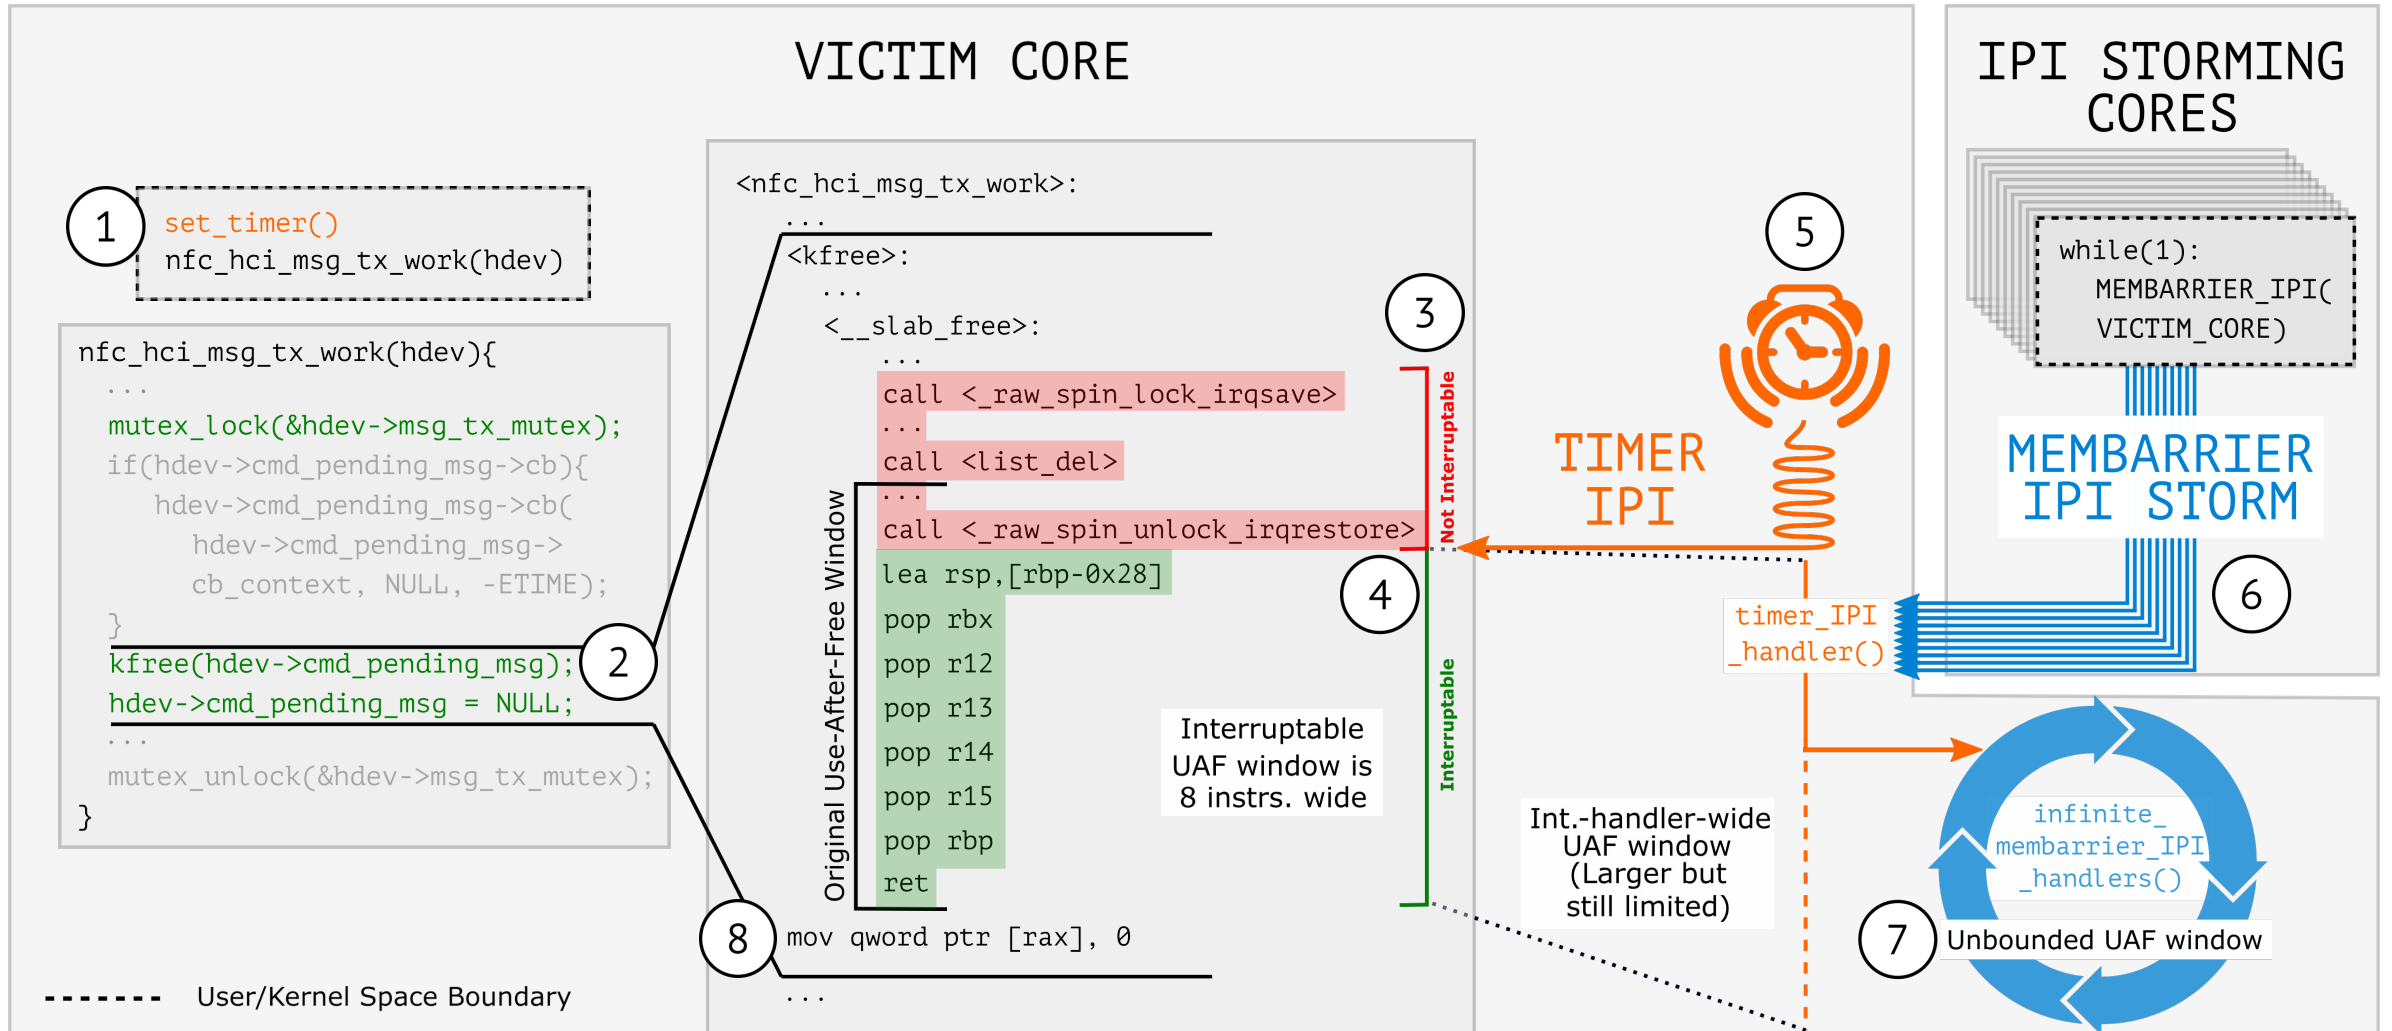 VICTIM CORE
1
set_timer()
nfc_hci_msg_tx_work(hdev)
nfc_hci_msg_tx_work(hdev){
...
mutex_lock(&hdev->msg_tx_mutex);
if(hdev->cmd_pending_msg->cb){
hdev->cmd_pending_msg->cb(
hdev->cmd_pending_msg->
cb_context, NULL, -ETIME);
}
2
kfree(hdev->cmd_pending_msg);
hdev->cmd_pending_msg = NULL;
...
mutex_unlock(&hdev->msg_tx_mutex);
}
User/Kernel Space Boundary
<nfc_hci_msg_tx_work>:
...
<kfree>:
...
<__slab_free>:
...
call <_raw_spin_lock_irqsave>
...
call <list_del>
...
call <_raw_spin_unlock_irqrestore>
lea rsp,[rbp-0x28]
pop rbx
pop r12
pop r13
pop r14
pop r15
pop rbp
ret
8
mov qword ptr [rax], 0
...
Original Use-After-Free Window
3
Not Interruptable
4
Interruptable
Interruptable
UAF window is
8 instrs. wide
5
TIMER
IPI
timer_IPI
_handler()
Int.-handler-wide
UAF window
(Larger but
still limited)
IPI STORMING
CORES
while(1):
MEMBARRIER_IPI(
VICTIM_CORE)
MEMBARRIER
IPI STORM
6
infinite_
membarrier_IPI
_handlers()
7
Unbounded UAF window